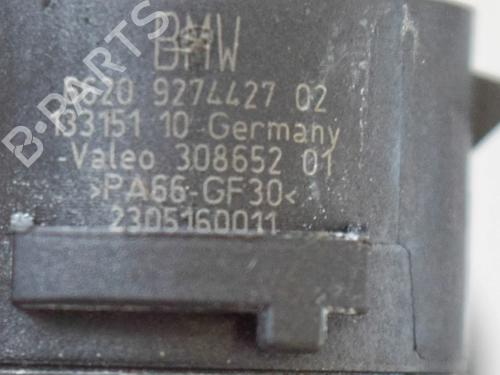 BMW
6620 9274427 02
133151 10 Germany
-Valeo 308652 01
>PA66-GF30<
2305160011
B-PARTS